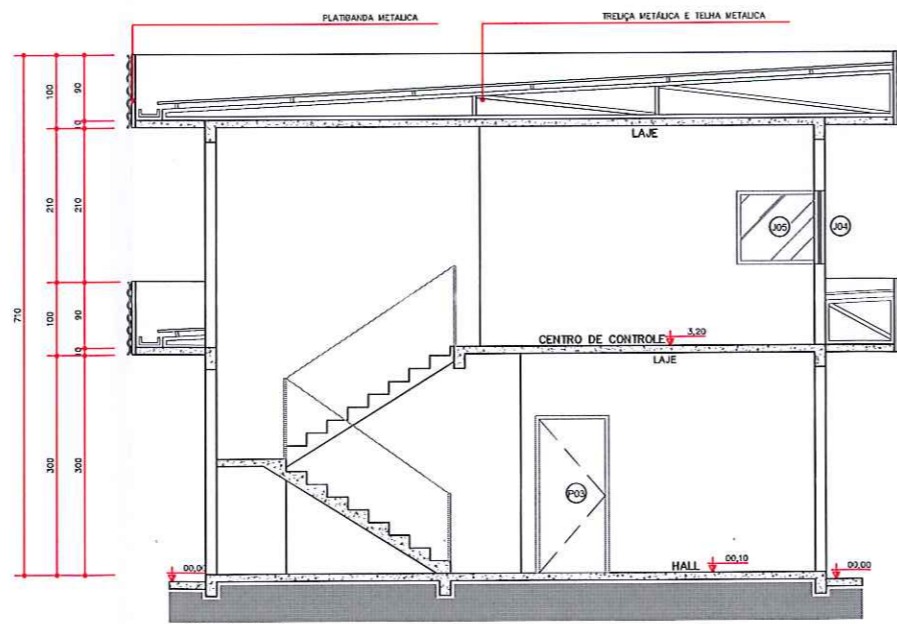 PLATIBANDA METALICA
TRELIÇA METÁLICA E TELHA METALICA
100
90
10
LAJE
210
210
J05
J04
710
100
90
10
CENTRO DE CONTROLE
3,20
LAJE
300
300
P03
00,00
HALL
00,10
00,00